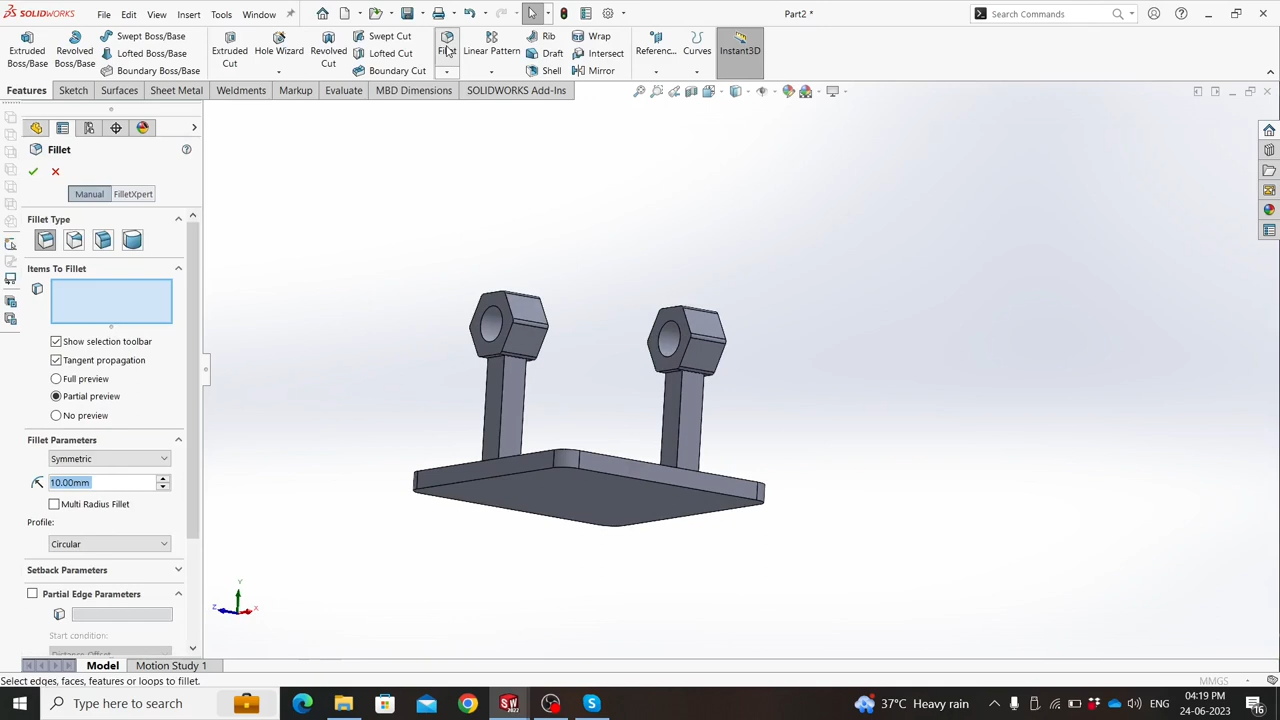 SOLIDWORKS File Edit View Insert Tools Window Part2 * Search Commands
Extruded Boss/Base
Revolved Boss/Base
Swept Boss/Base
Lofted Boss/Base
Boundary Boss/Base
Extruded Cut
Hole Wizard
Revolved Cut
Swept Cut
Lofted Cut
Boundary Cut
Fillet
Linear Pattern
Rib
Draft
Shell
Wrap
Intersect
Mirror
Referenc...
Curves
Instant3D
Features Sketch Surfaces Sheet Metal Weldments Markup Evaluate MBD Dimensions SOLIDWORKS Add-Ins
Fillet
Manual FilletXpert
Fillet Type
Items To Fillet
Show selection toolbar
Tangent propagation
Full preview
Partial preview
No preview
Fillet Parameters
Symmetric
10.00mm
Multi Radius Fillet
Profile:
Circular
Setback Parameters
Partial Edge Parameters
Start condition:
Distance Offset
Y
Z X
Model Motion Study 1
Select edges, faces, features or loops to fillet. MMGS
Type here to search 37°C Heavy rain ENG 04:19 PM
24-06-2023 16